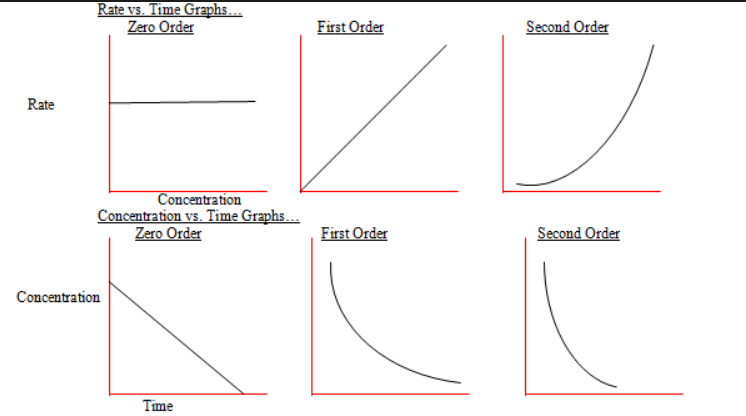 Rate vs. Time Graphs…
Zero Order First Order Second Order
Rate
Concentration
Concentration vs. Time Graphs…
Zero Order First Order Second Order
Concentration
Time